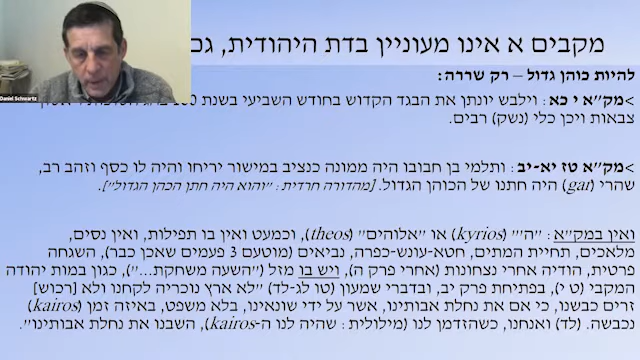 מקבים א אינו מעוניין בדת היהודית, גם
Daniel Schwartz
להיות כוהן גדול – רק שררה:
>מק״א י כא: וילבש יונתן את הבגד הקדוש בחודש השביעי בשנת
צבאות ויכן כלי (נשק) רבים.
>מק״א טז יא-יב: ותלמי בן חבובו היה ממונה כנציב במישור יריחו והיה לו כסף וזהב רב,
שהרי (gar) היה חתנו של הכוהן הגדול. [מהדורה חרדית: ״והוא היה חתן הכהן הגדול״].
ואין במק״א: ״ה׳״ (kyrios) או ״אלוהים״ (theos), וכמעט ואין בו תפילות, ואין נסים,
מלאכים, תחיית המתים, חטא-עונש-כפרה, נביאים (מוטעם 3 פעמים שאכן כבר), השגחה
פרטית, הודיה אחרי נצחונות (אחרי פרק ה), ויש בו מזל (״השעה משחקת...״), כגון במות יהודה
המקבי (ט י), בפתיחת פרק יב, ובדברי שמעון (טו לג-לד) ״לא ארץ נוכריה לקחנו ולא [רכוש]
זרים כבשנו, כי אם את נחלת אבותינו, אשר על ידי שונאינו, בלא משפט, באיזה זמן (kairos)
נכבשה. (לד) ואנחנו, כשהזדמן לנו (מילולית: שהיה לנו ה-kairos), השבנו את נחלת אבותינו״.